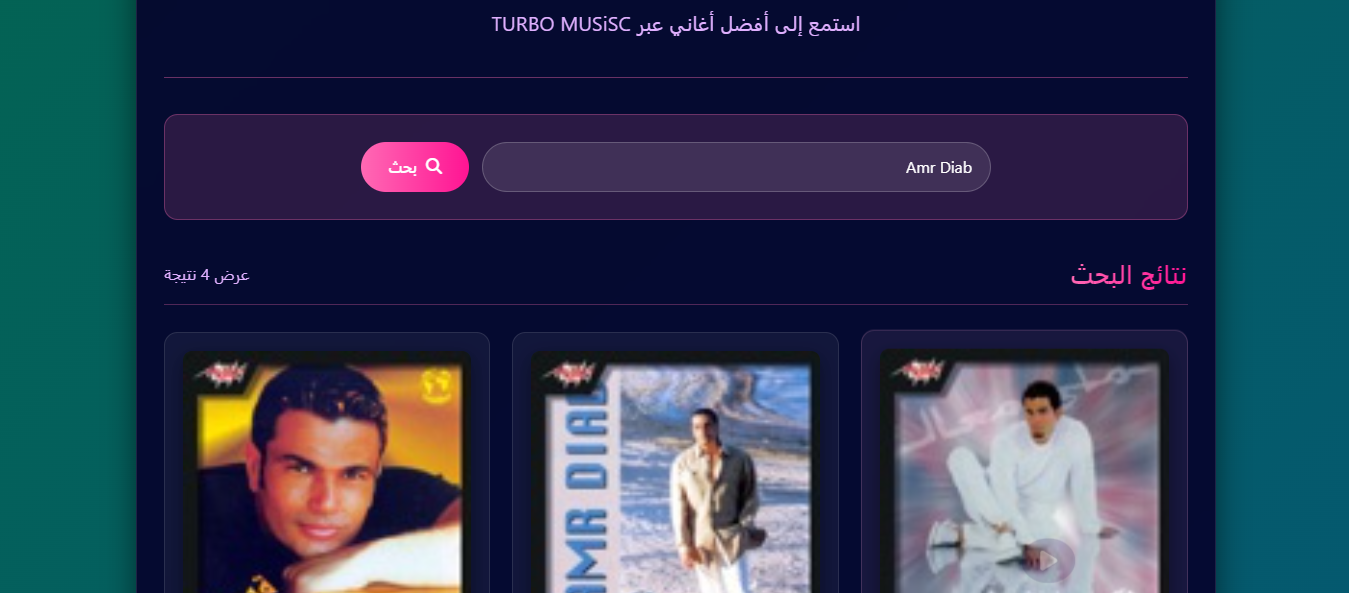 استمع إلى أفضل أغاني عبر TURBO MUSiSC
Amr Diab
بحث
نتائج البحث
عرض 4 نتيجة
AMR DIAB